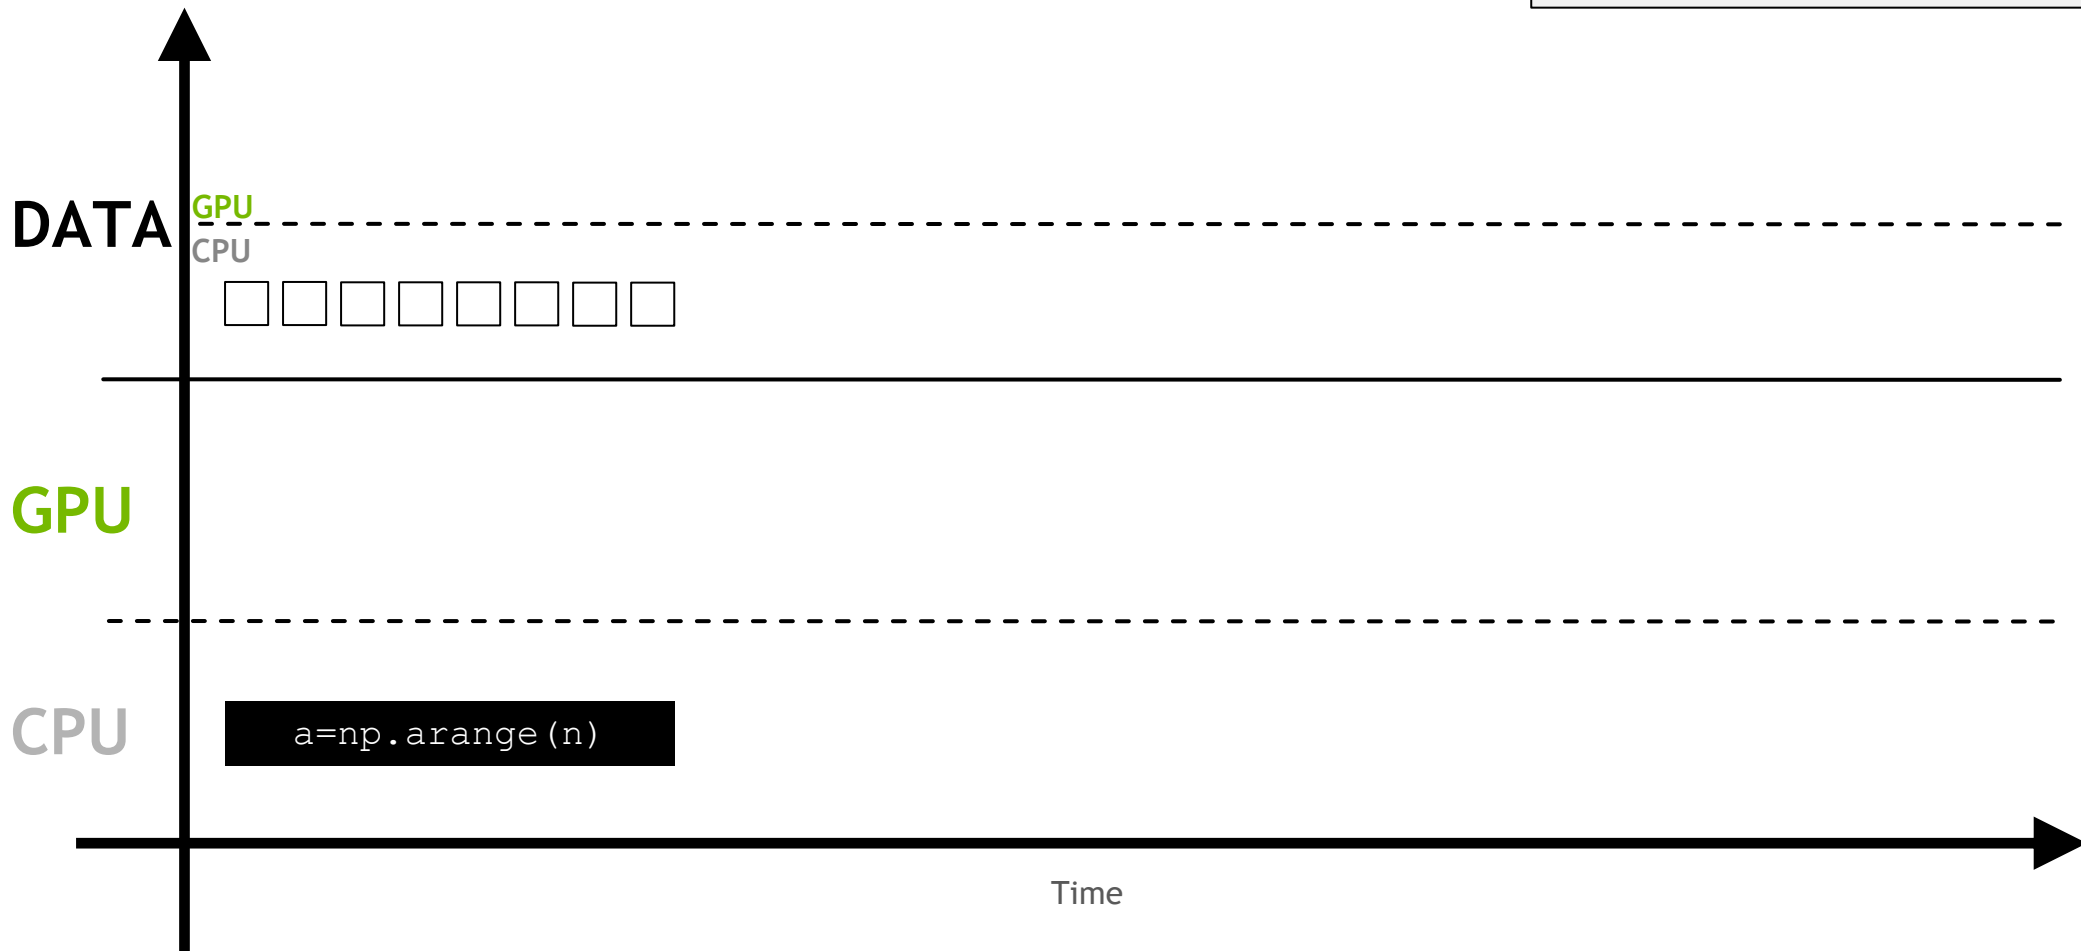 DATA
GPU
CPU
GPU
CPU
a=np.arange(n)
Time